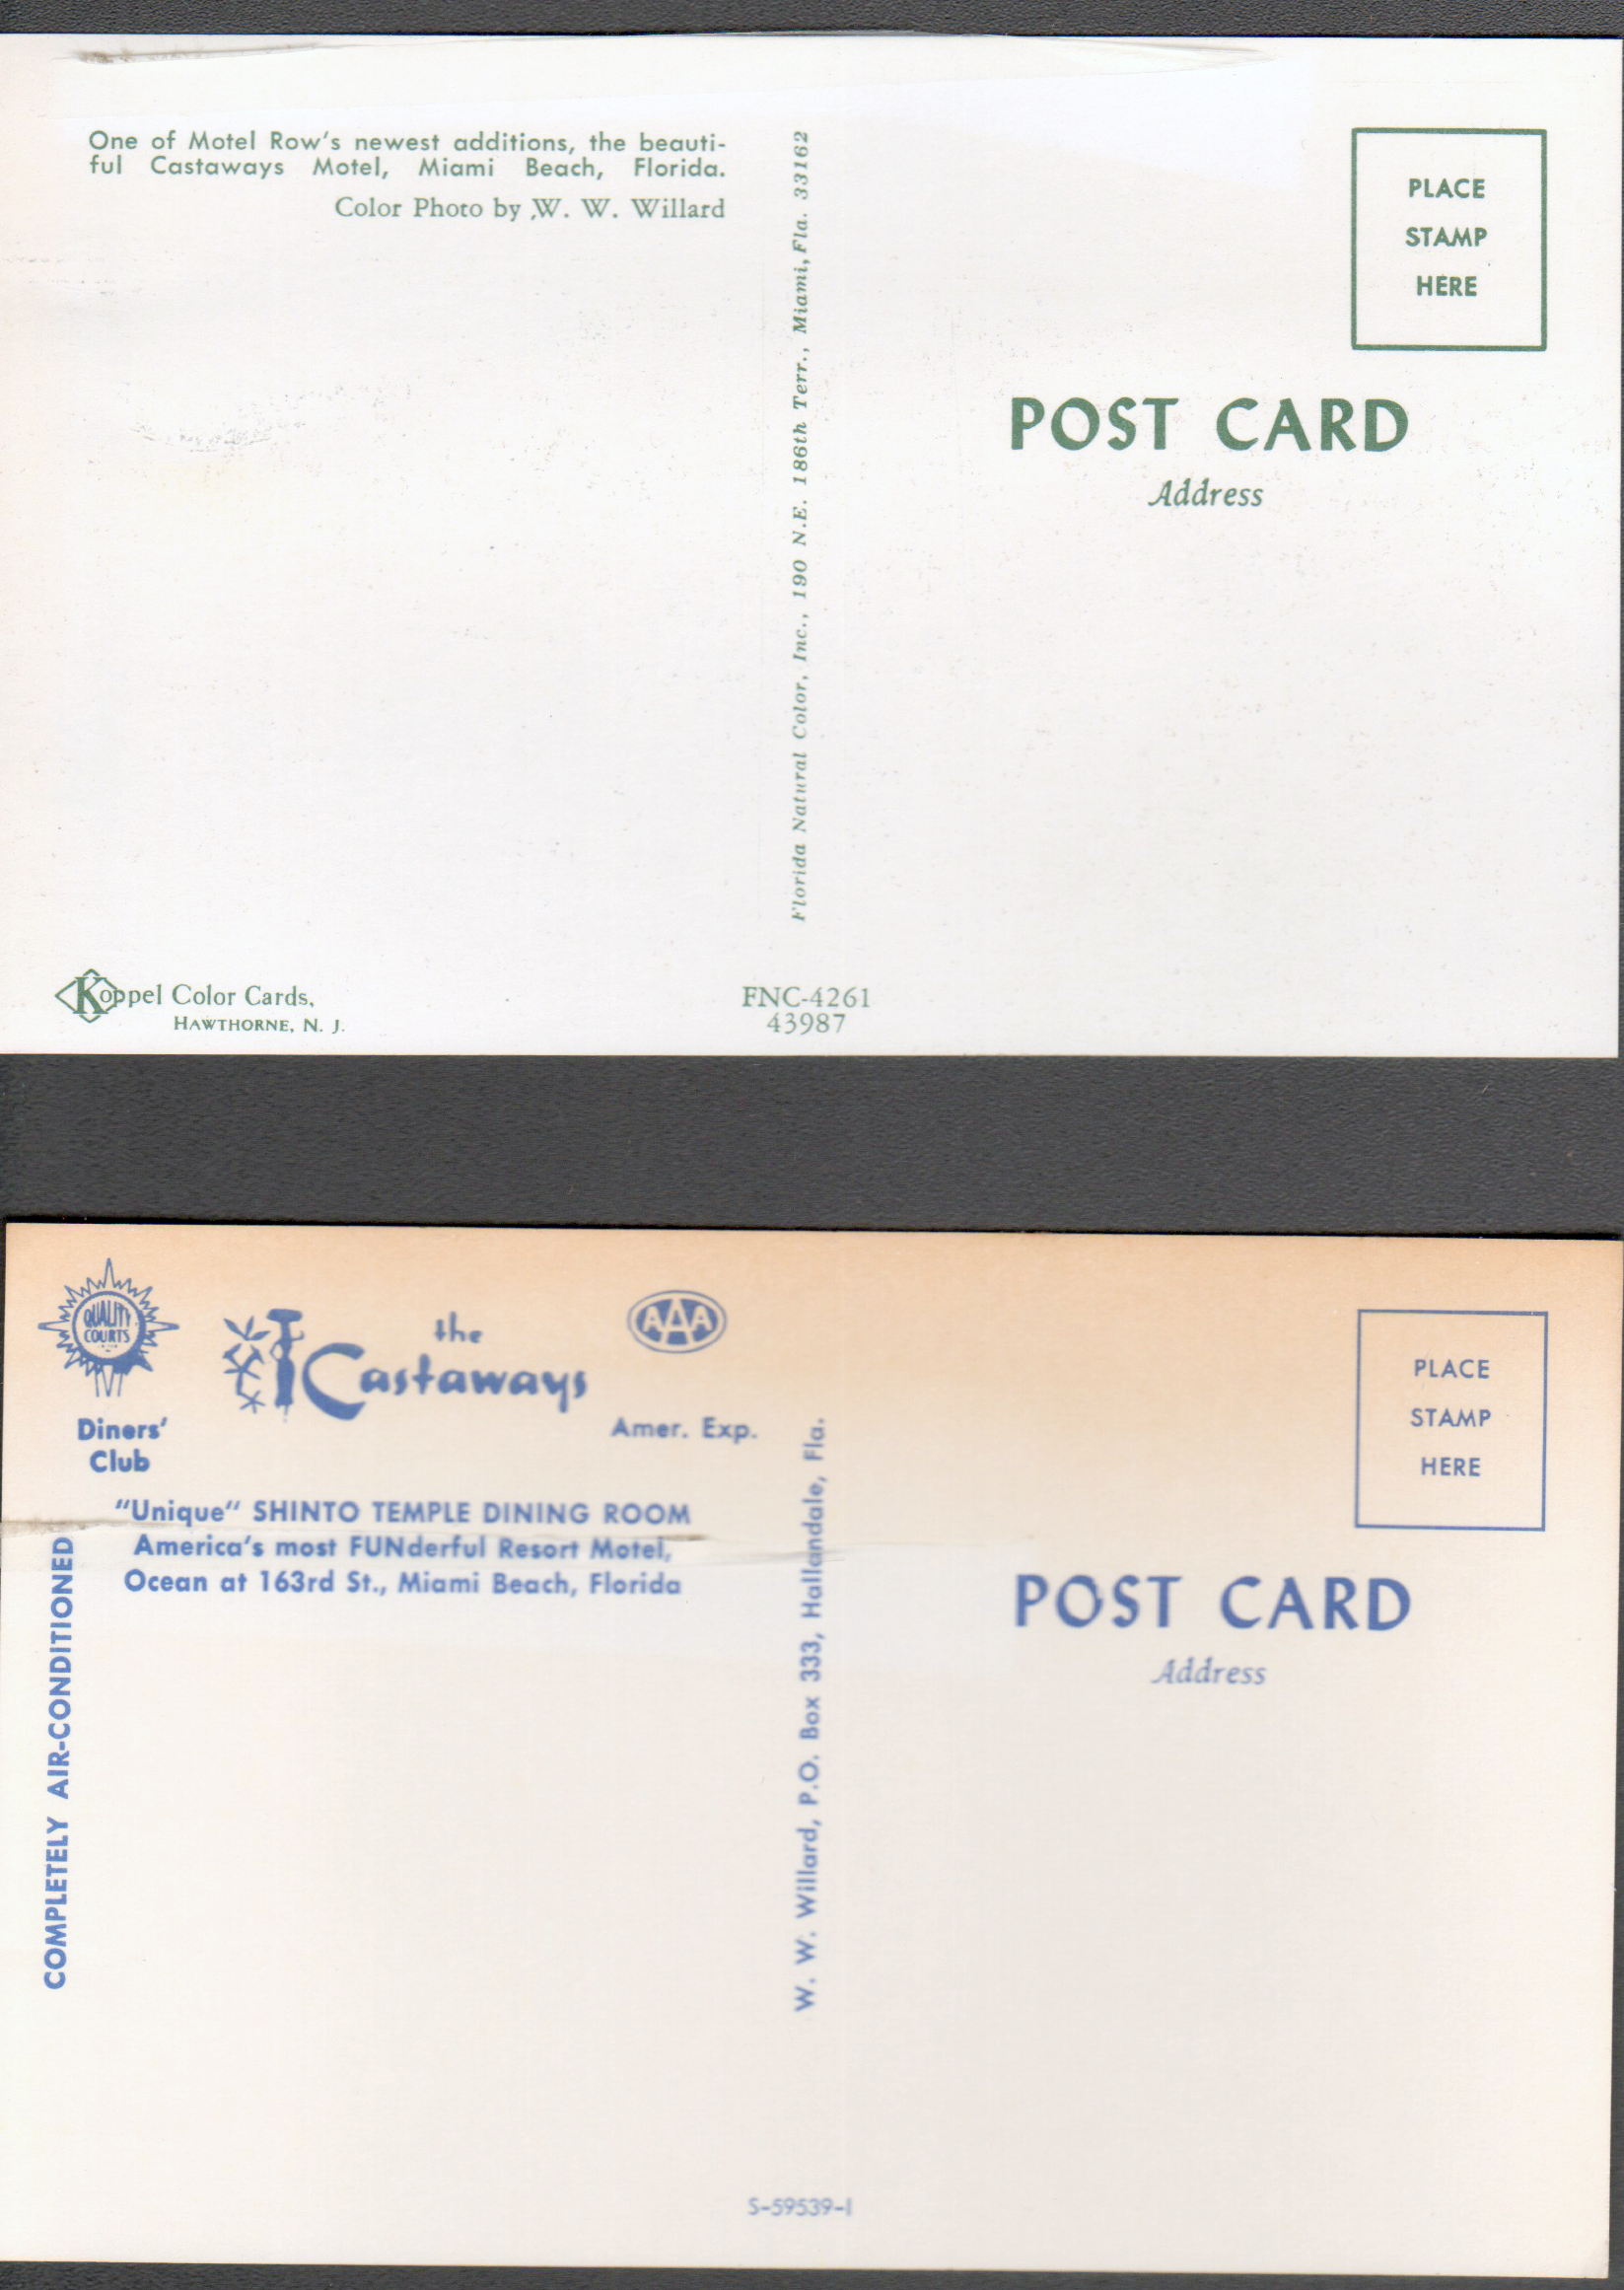 One of Motel Row's newest additions, the beauti-
ful Castaways Motel, Miami Beach, Florida.
Color Photo by W. W. Willard
Florida Natural Color, Inc., 190 N.E. 186th Terr., Miami, Fla. 33162
PLACE
STAMP
HERE
POST CARD
Address
Koppel Color Cards,
HAWTHORNE, N. J.
FNC-4261
43987
QUALITY
COURTS
Diners'
Club
the
Castaways
AAA
Amer. Exp.
"Unique" SHINTO TEMPLE DINING ROOM
America's most FUNderful Resort Motel,
Ocean at 163rd St., Miami Beach, Florida
COMPLETELY AIR-CONDITIONED
W. W. Willard, P.O. Box 333, Hallandale, Fla.
PLACE
STAMP
HERE
POST CARD
Address
S-59539-1